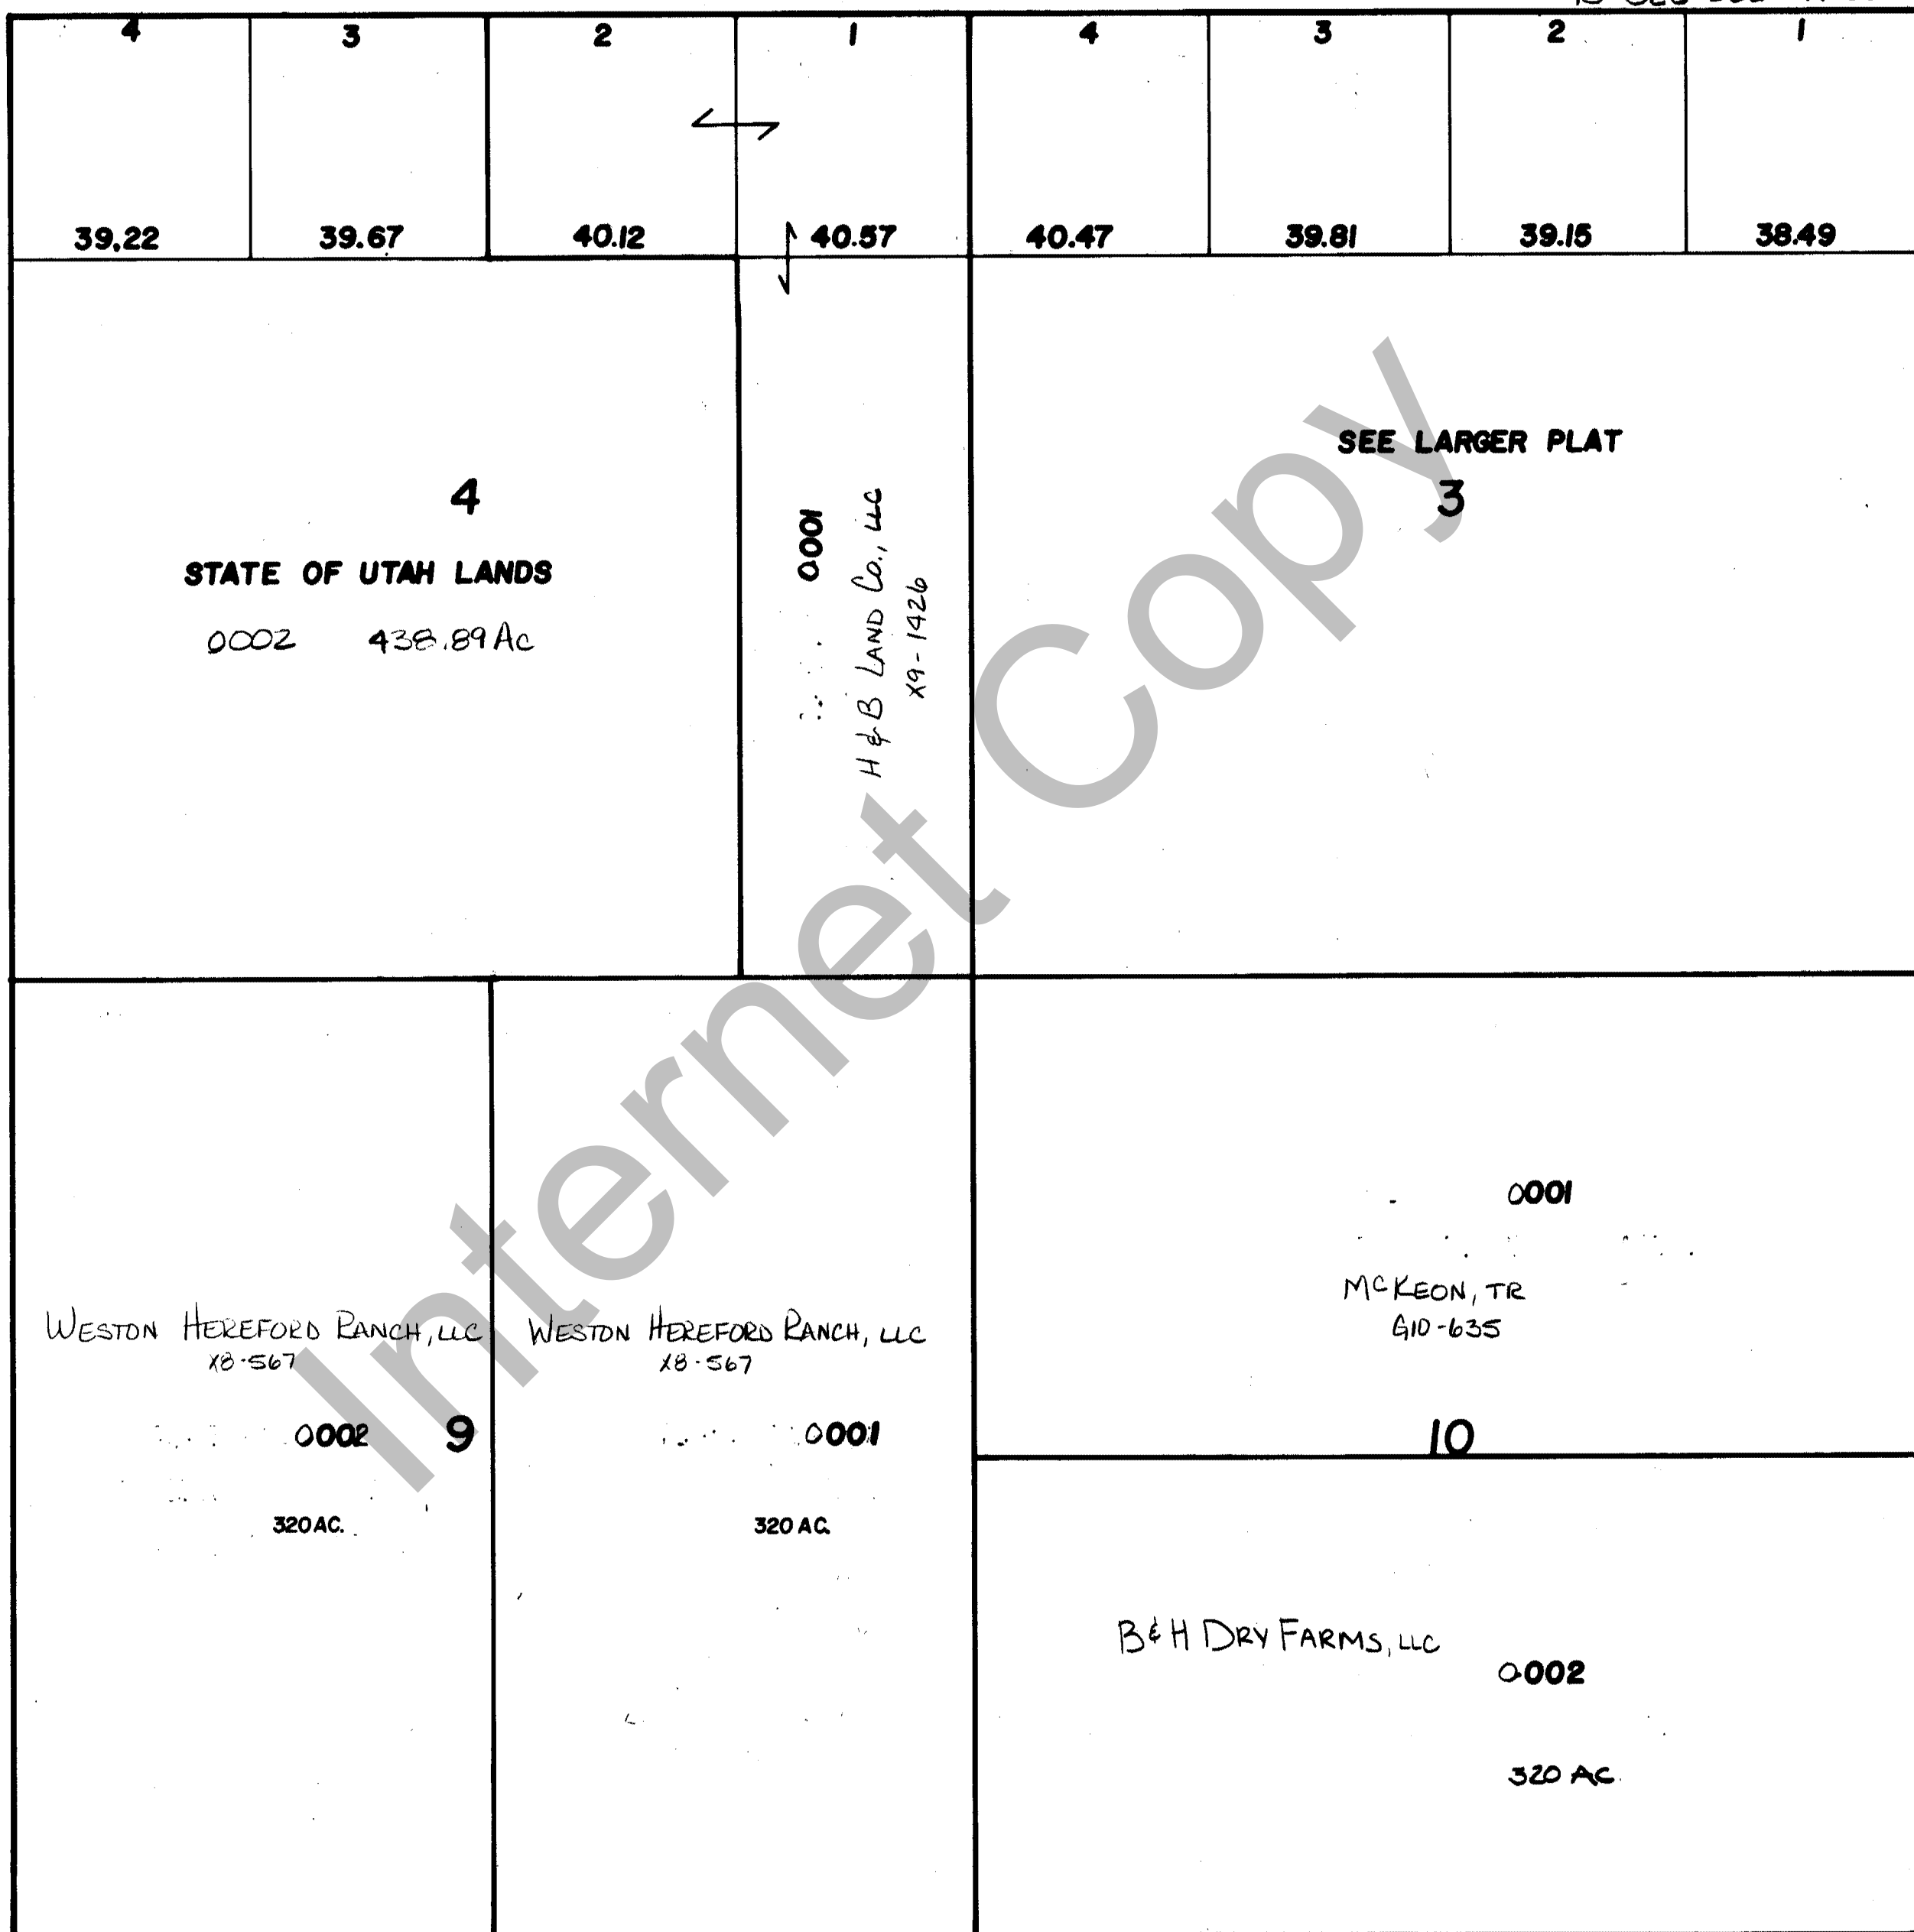 4 3 2 1 4 3 2 1
39.22 39.67 40.12 40.57 40.47 39.81 39.15 38.49
4
STATE OF UTAH LANDS
0002 438.89 Ac
0001
H & B LAND Co., LLC
X9-1426
SEE LARGER PLAT
3
WESTON HEREFORD RANCH, LLC
X8-567
0002
9
320 AC.
WESTON HEREFORD RANCH, LLC
X8-567
0001
320 AC.
0001
McKEON, TR
G10-635
10
B & H DRY FARMS, LLC
0002
320 AC.
Internet Copy